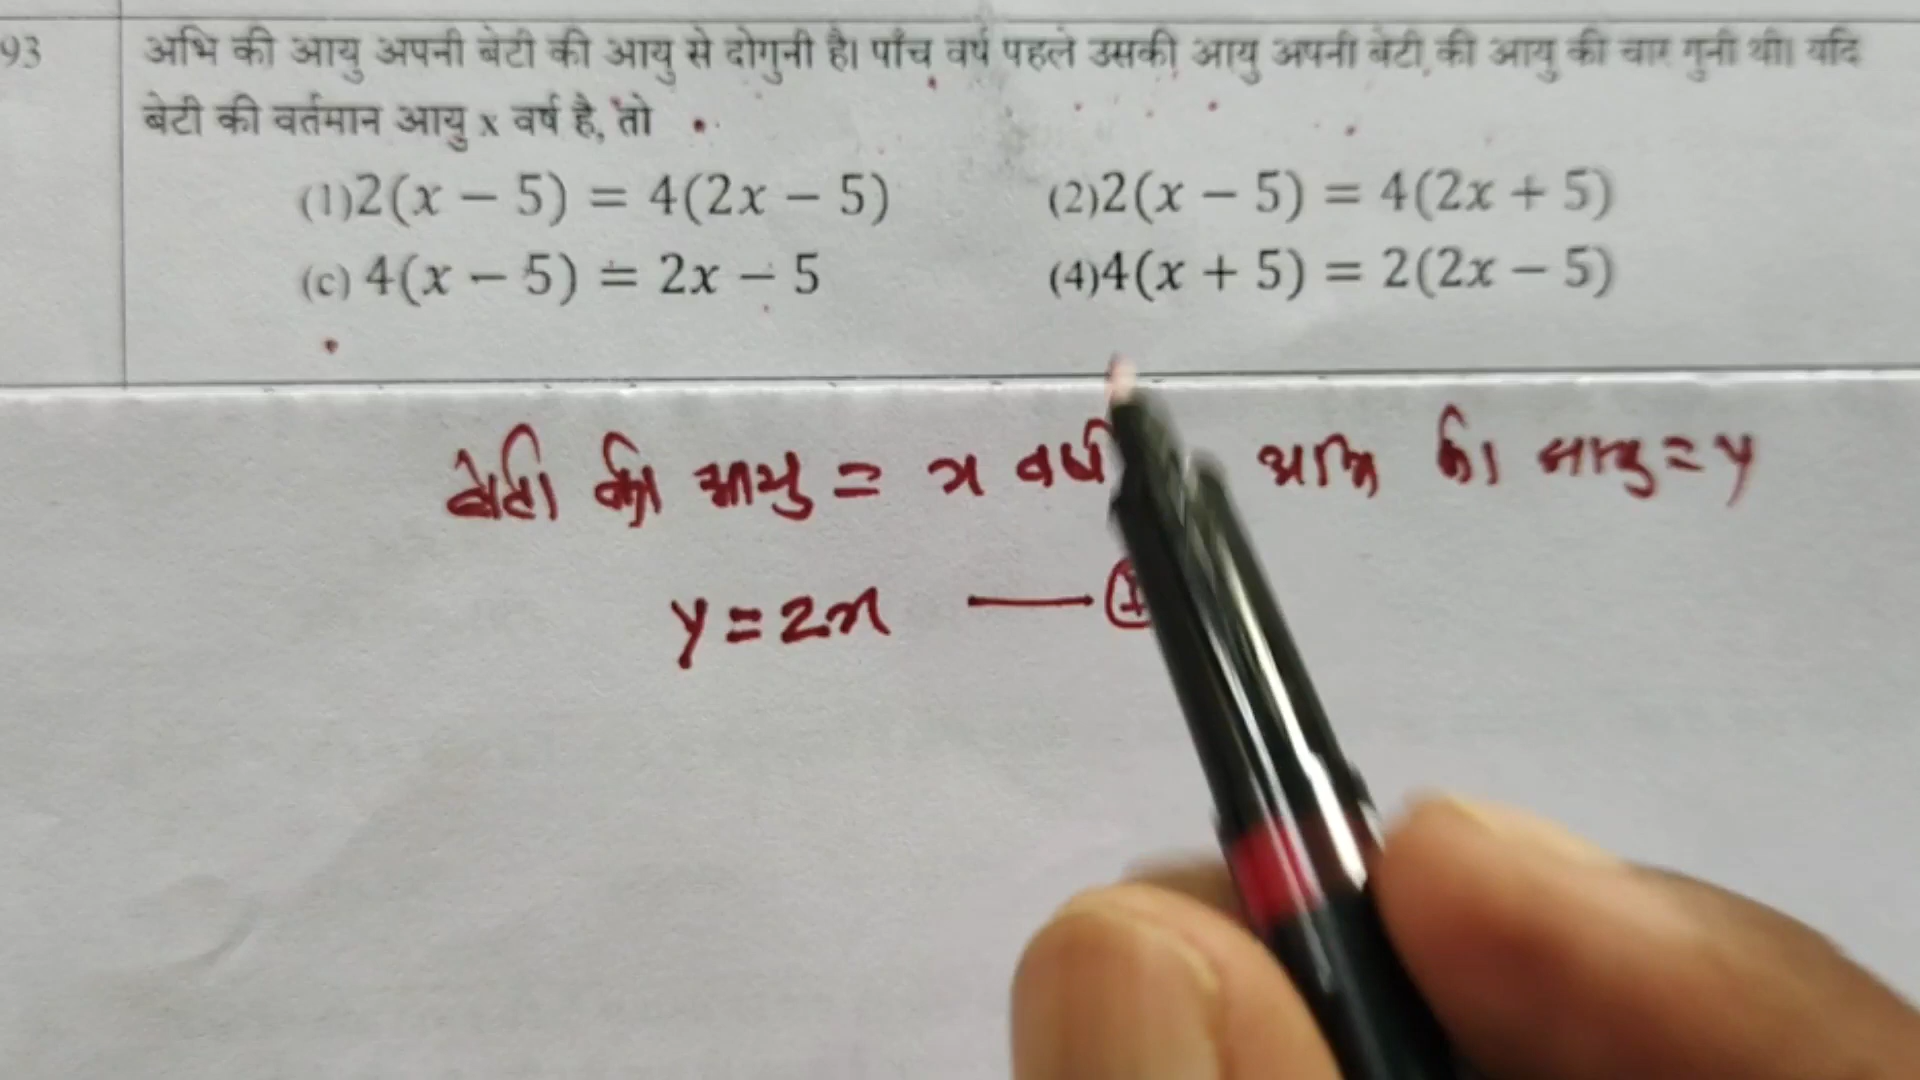 93 अभि की आयु अपनी बेटी की आयु से दोगुनी है। पाँच वर्ष पहले उसकी आयु अपनी बेटी की आयु की चार गुनी थी। यदि
बेटी की वर्तमान आयु x वर्ष है, तो
(1)2(x – 5) = 4(2x – 5) (2)2(x – 5) = 4(2x + 5)
(c) 4(x – 5) = 2x – 5 (4)4(x + 5) = 2(2x – 5)
बेटी की आयु = x वर्ष अभि की आयु = y
y = 2x — 1